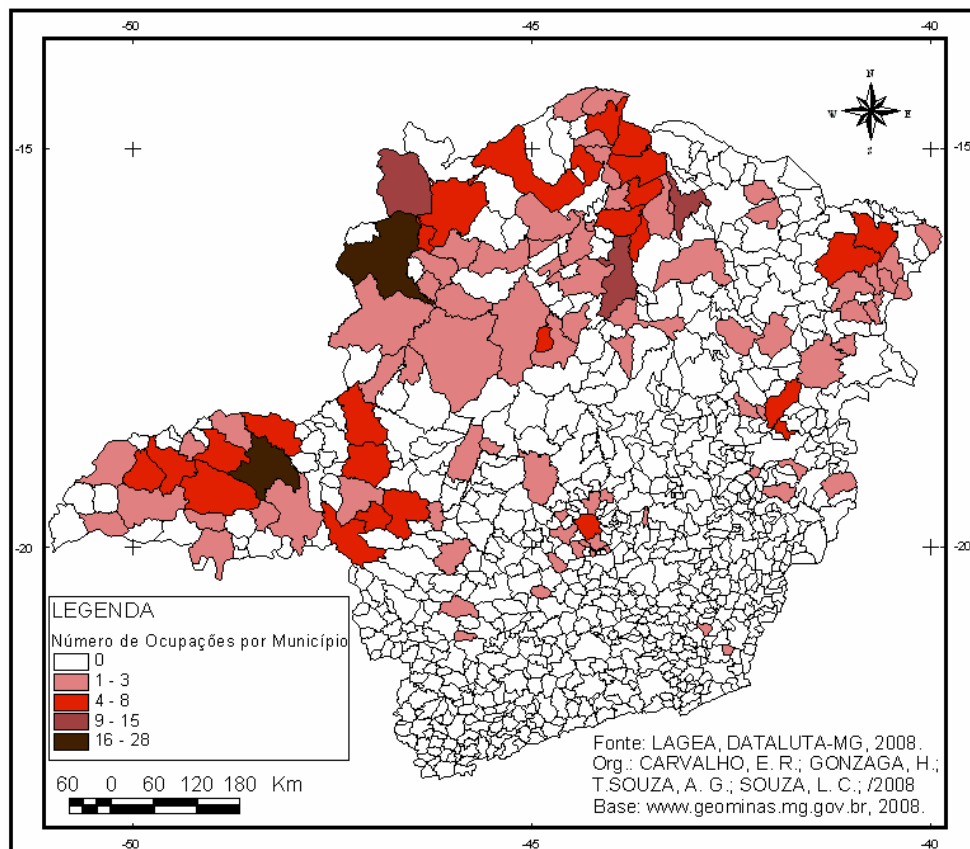 -50 -45 -40
N
W E
S
-15 -15
-20 -20
LEGENDA
Número de Ocupações por Município
0
1 - 3
4 - 8
9 - 15
16 - 28
60 0 60 120 180 Km
Fonte: LAGEA, DATALUTA-MG, 2008.
Org.: CARVALHO, E. R.; GONZAGA, H.;
T.SOUZA, A. G.; SOUZA, L. C.; /2008
Base: www.geominas.mg.gov.br, 2008.
-50 -45 -40